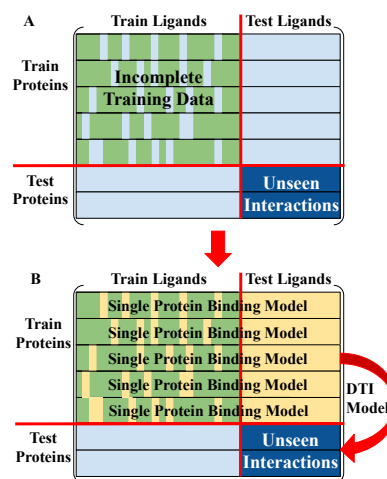 A
Train Ligands
Test Ligands
Train
Proteins
Incomplete
Training Data
Test
Proteins
Unseen
Interactions
B
Train Ligands
Test Ligands
Train
Proteins
Single Protein Binding Model
Single Protein Binding Model
Single Protein Binding Model
Single Protein Binding Model
Single Protein Binding Model
DTI
Model
Test
Proteins
Unseen
Interactions